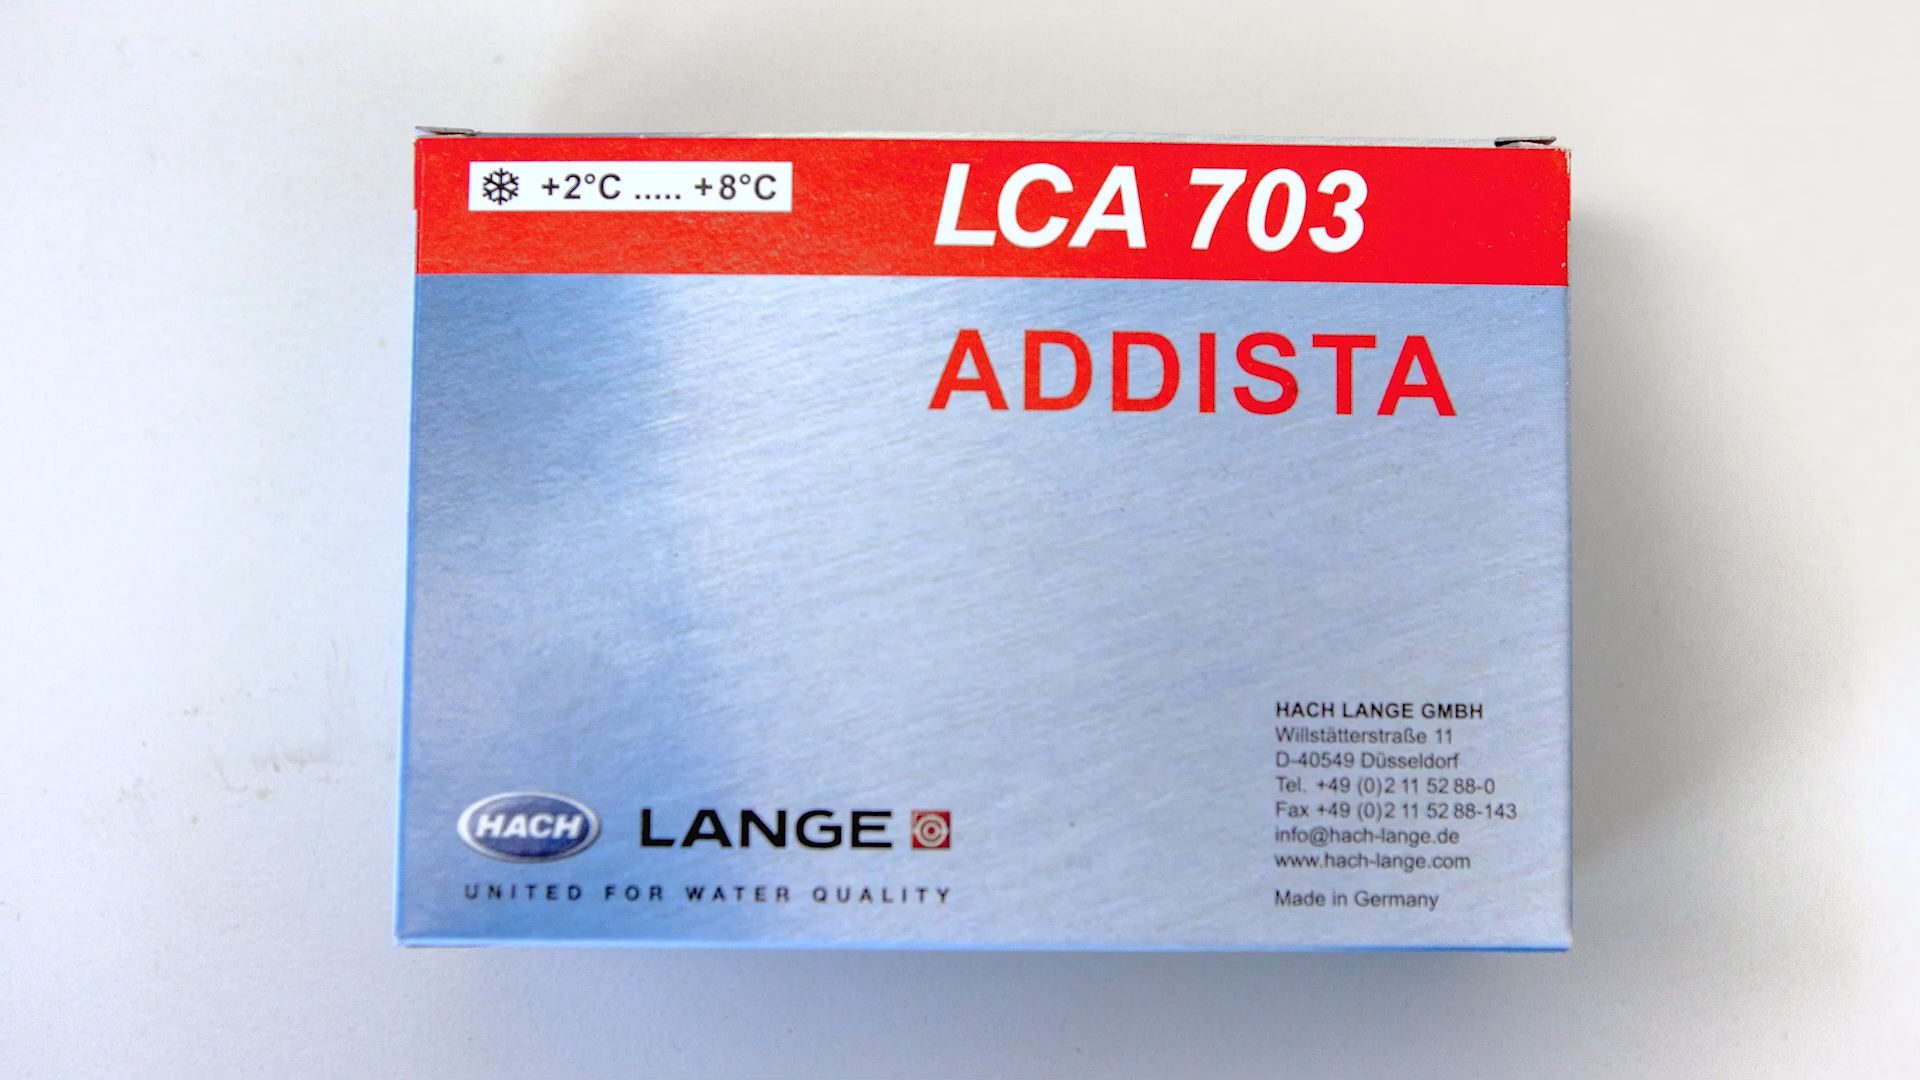 +2°C ..... +8°C
LCA 703
ADDISTA
HACH LANGE GMBH
Willstätterstraße 11
D-40549 Düsseldorf
Tel. +49 (0)2 11 52 88-0
Fax +49 (0)2 11 52 88-143
info@hach-lange.de
www.hach-lange.com
Made in Germany
HACH LANGE
UNITED FOR WATER QUALITY